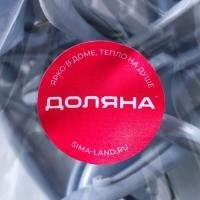 ЯРКО В ДОМЕ, ТЕПЛО НА ДУШЕ
ДОЛЯНА
SIMA-LAND.RU